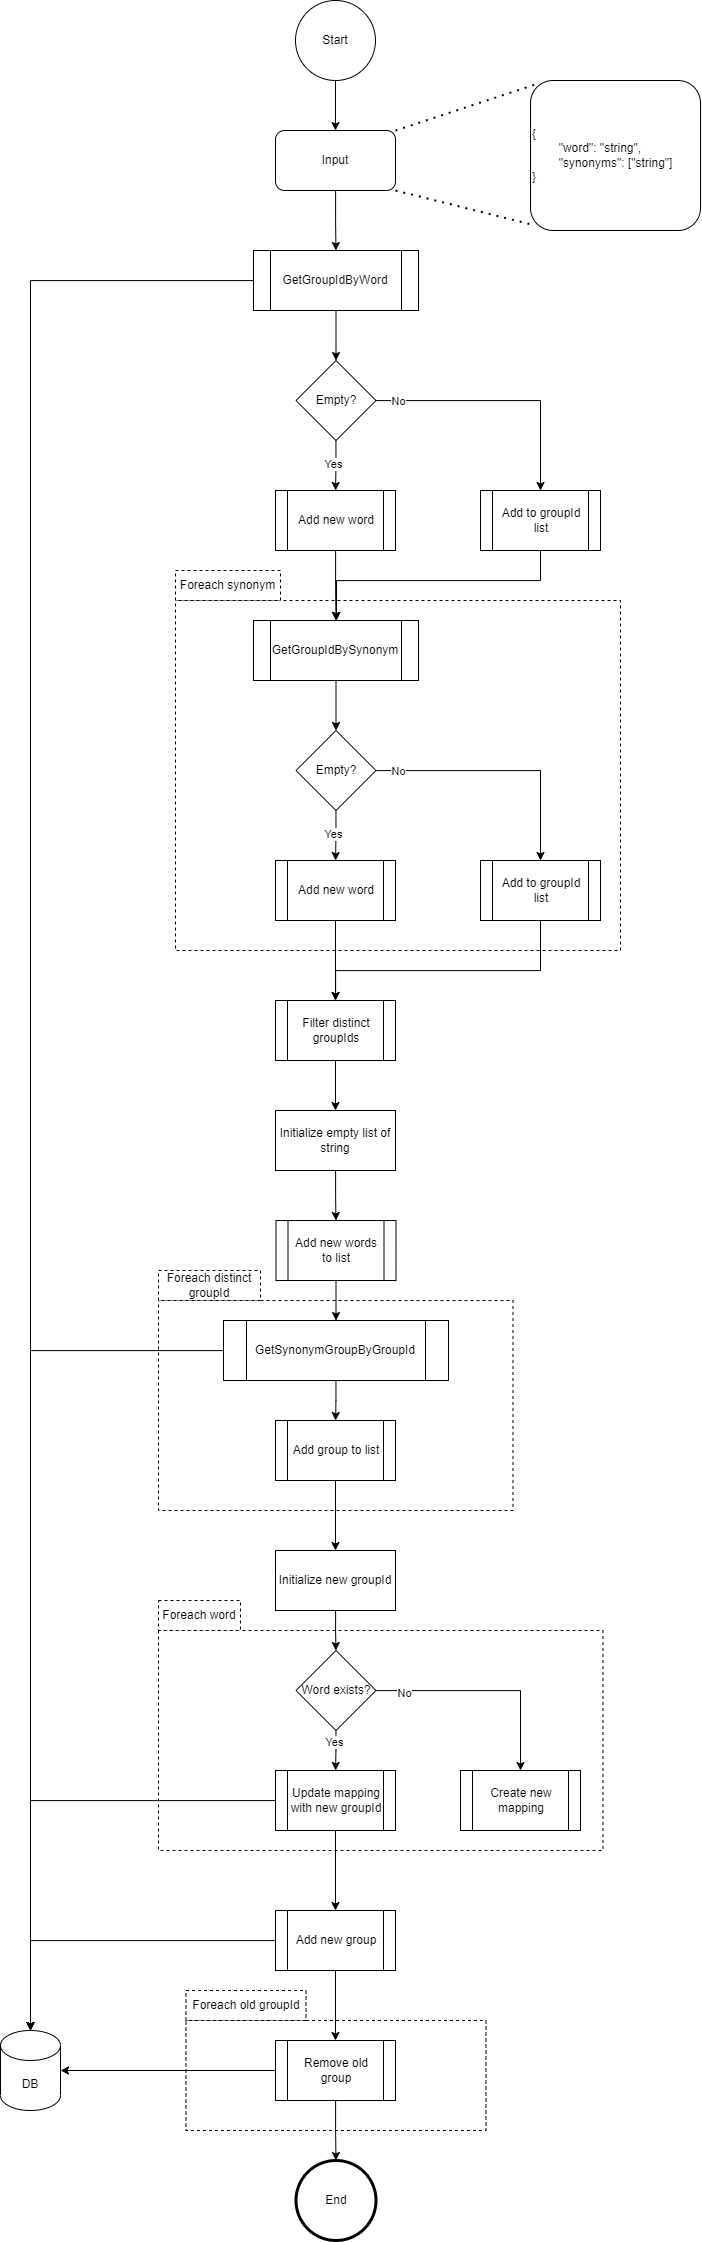 Start
Input
{
"word": "string",
"synonyms": ["string"]
}
GetGroupIdByWord
Empty?
No
Yes
Add new word
Add to groupId
list
Foreach synonym
GetGroupIdBySynonym
Empty?
No
Yes
Add new word
Add to groupId
list
Filter distinct
groupIds
Initialize empty list of
string
Add new words
to list
Foreach distinct
groupId
GetSynonymGroupByGroupId
Add group to list
Initialize new groupId
Foreach word
Word exists?
No
Yes
Update mapping
with new groupId
Create new
mapping
Add new group
Foreach old groupId
Remove old
group
DB
End